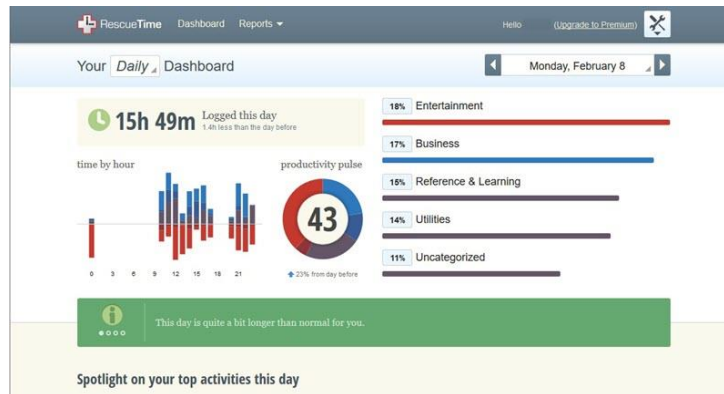 RescueTime Dashboard Reports Hello (Upgrade to Premium)
Your Daily Dashboard Monday, February 8
15h 49m Logged this day
1.4h less than the day before
time by hour
0 3 6 9 12 15 18 21
productivity pulse
43
23% from day before
18% Entertainment
17% Business
15% Reference & Learning
14% Utilities
11% Uncategorized
This day is quite a bit longer than normal for you.
Spotlight on your top activities this day